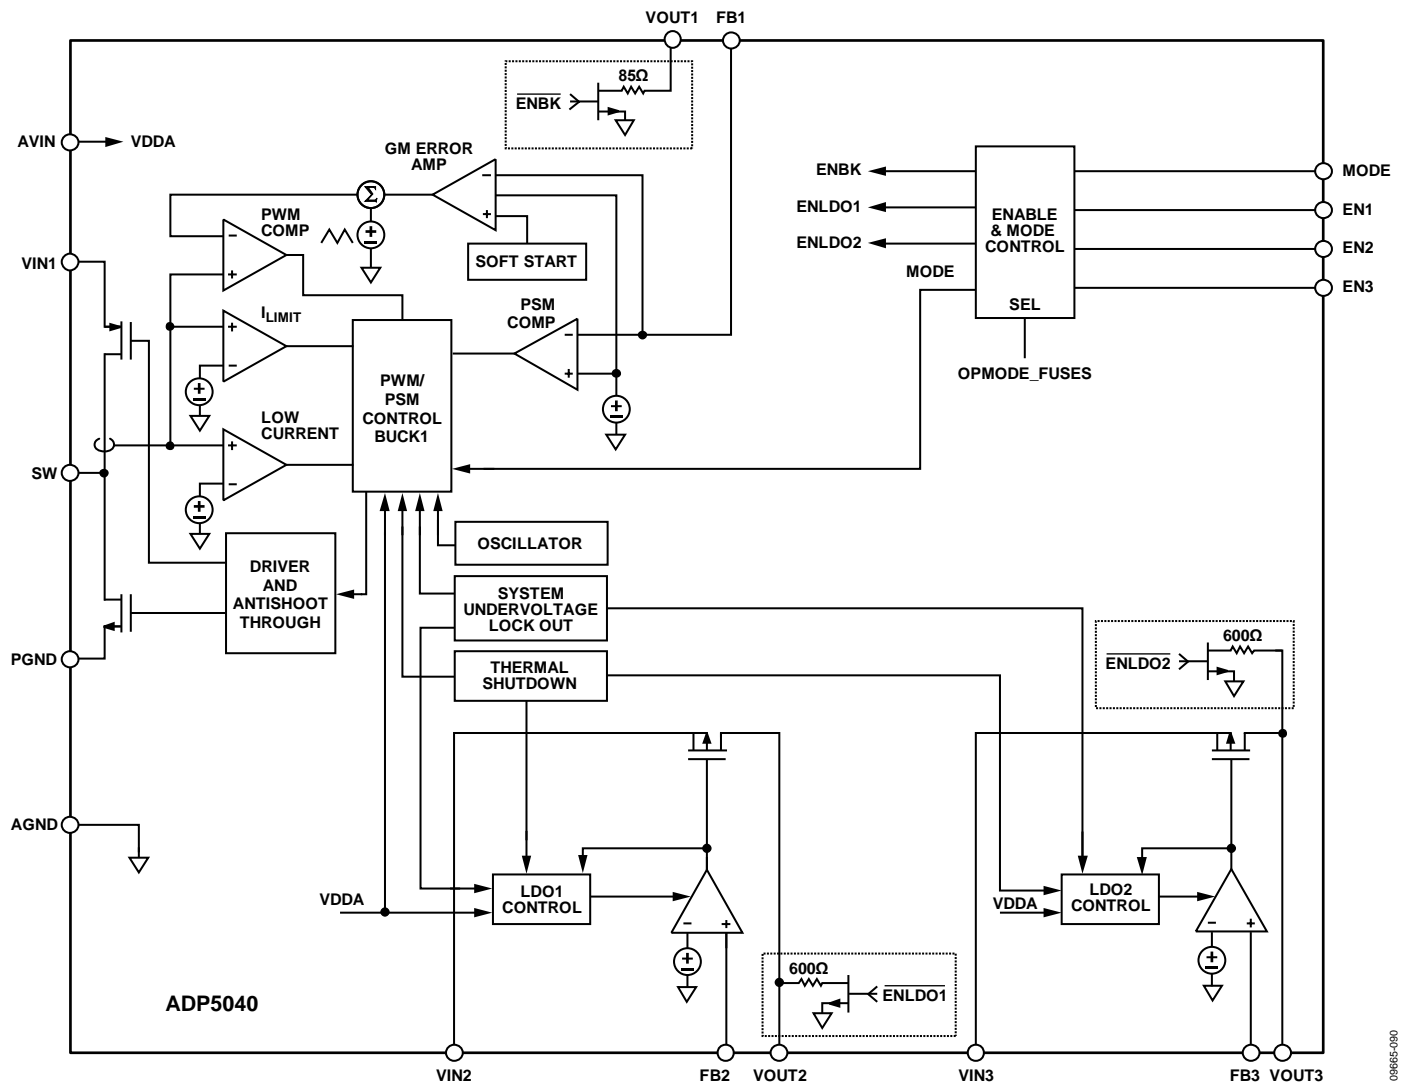 VOUT1 FB1
85Ω
ENBK
AVIN
VDDA
GM ERROR
AMP
Σ
PWM
COMP
SOFT START
VIN1
ILIMIT
PSM
COMP
PWM/
PSM
CONTROL
BUCK1
LOW
CURRENT
SW
ENBK
ENLDO1
ENLDO2
MODE
ENABLE
& MODE
CONTROL
SEL
OPMODE_FUSES
MODE
EN1
EN2
EN3
OSCILLATOR
DRIVER
AND
ANTISHOOT
THROUGH
SYSTEM
UNDERVOLTAGE
LOCK OUT
THERMAL
SHUTDOWN
PGND
600Ω
ENLDO2
AGND
VDDA
LDO1
CONTROL
VDDA
LDO2
CONTROL
600Ω
ENLDO1
ADP5040
VIN2
FB2
VOUT2
VIN3
FB3
VOUT3
09665-090